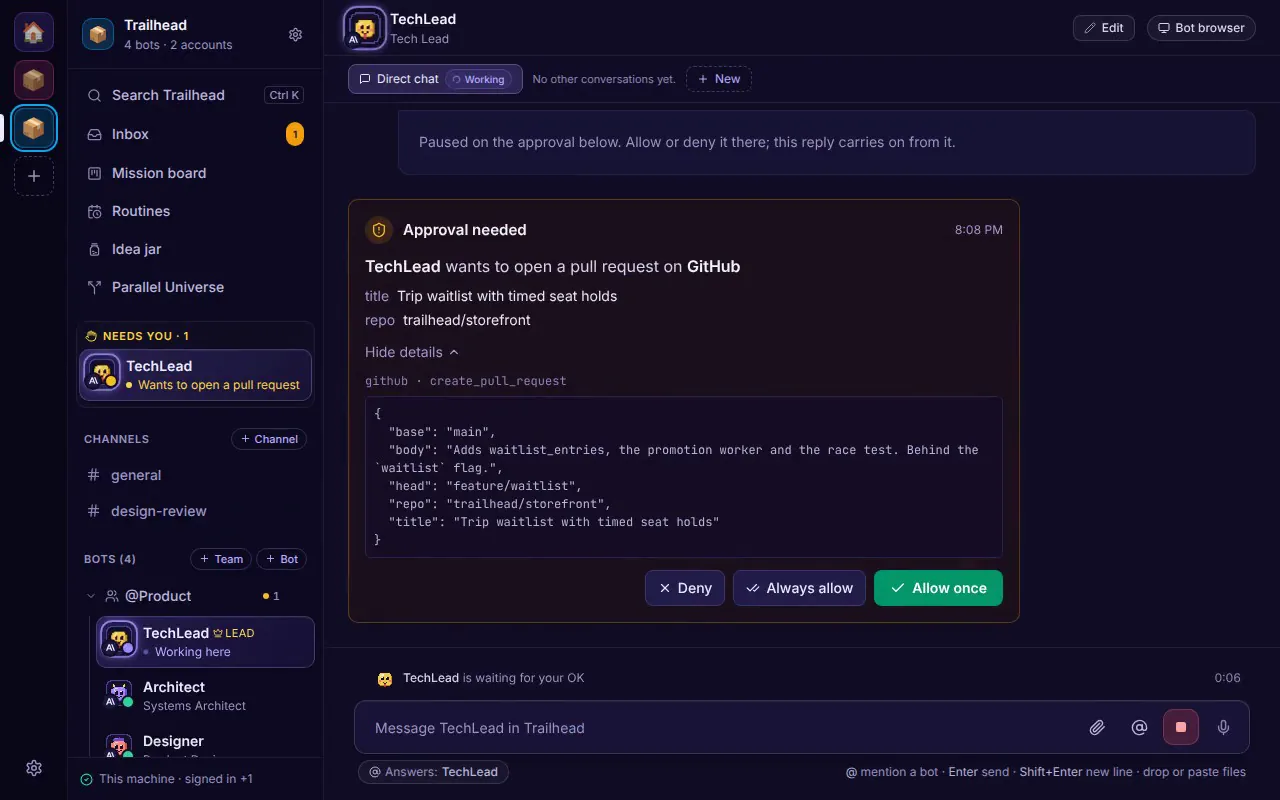 Trailhead
4 bots · 2 accounts
Search Trailhead
Ctrl K
Inbox
1
Mission board
Routines
Idea jar
Parallel Universe
NEEDS YOU · 1
TechLead
Wants to open a pull request
CHANNELS
+ Channel
# general
# design-review
BOTS (4)
+ Team
+ Bot
@Product
1
TechLead LEAD
Working here
Architect
Systems Architect
Designer
This machine · signed in +1
TechLead
Tech Lead
Edit
Bot browser
Direct chat
Working
No other conversations yet.
+ New
Paused on the approval below. Allow or deny it there; this reply carries on from it.
Approval needed
8:08 PM
TechLead wants to open a pull request on GitHub
title Trip waitlist with timed seat holds
repo trailhead/storefront
Hide details
github · create_pull_request
{
"base": "main",
"body": "Adds waitlist_entries, the promotion worker and the race test. Behind the
`waitlist` flag.",
"head": "feature/waitlist",
"repo": "trailhead/storefront",
"title": "Trip waitlist with timed seat holds"
}
Deny
Always allow
Allow once
TechLead is waiting for your OK
0:06
Message TechLead in Trailhead
@ Answers: TechLead
@ mention a bot · Enter send · Shift+Enter new line · drop or paste files